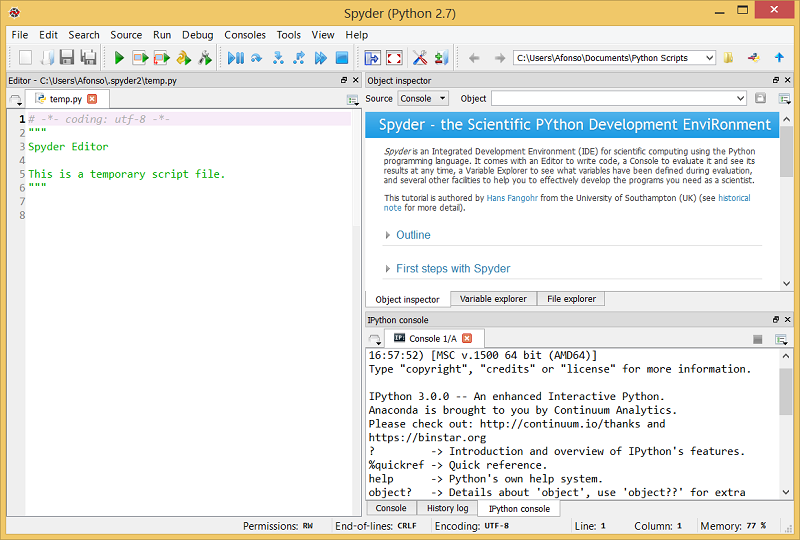 Spyder (Python 2.7)
File Edit Search Source Run Debug Consoles Tools View Help
C:\Users\Afonso\Documents\Python Scripts
Editor - C:\Users\Afonso\.spyder2\temp.py
temp.py
1 # -*- coding: utf-8 -*-
2 """
3 Spyder Editor
4
5 This is a temporary script file.
6 """
7
8
Object inspector
Source Console Object
Spyder - the Scientific PYthon Development EnviRonment
Spyder is an Integrated Development Environment (IDE) for scientific computing using the Python
programming language. It comes with an Editor to write code, a Console to evaluate it and see its
results at any time, a Variable Explorer to see what variables have been defined during evaluation,
and several other facilities to help you to effectively develop the programs you need as a scientist.
This tutorial is authored by Hans Fangohr from the University of Southampton (UK) (see historical
note for more detail).
Outline
First steps with Spyder
Object inspector Variable explorer File explorer
IPython console
IP Console 1/A
16:57:52) [MSC v.1500 64 bit (AMD64)]
Type "copyright", "credits" or "license" for more information.
IPython 3.0.0 -- An enhanced Interactive Python.
Anaconda is brought to you by Continuum Analytics.
Please check out: http://continuum.io/thanks and
https://binstar.org
? -> Introduction and overview of IPython's features.
%quickref -> Quick reference.
help -> Python's own help system.
object? -> Details about 'object', use 'object??' for extra
Console History log IPython console
Permissions: RW End-of-lines: CRLF Encoding: UTF-8 Line: 1 Column: 1 Memory: 77 %